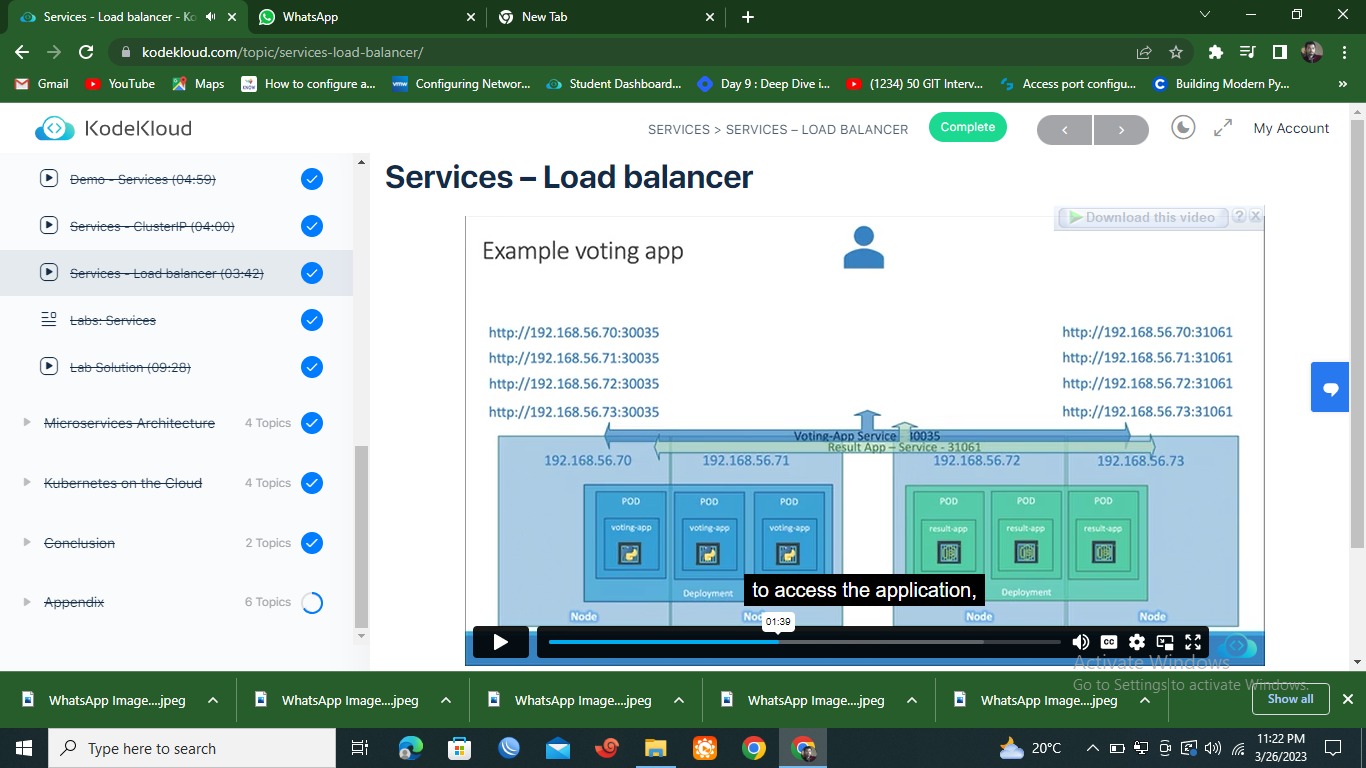 Services - Load balancer - Ko
WhatsApp
New Tab
kodekloud.com/topic/services-load-balancer/
Gmail
YouTube
Maps
KNOW
How to configure a...
vmw
Configuring Networ...
Student Dashboard...
Day 9 : Deep Dive i...
(1234) 50 GIT Interv...
Access port configu...
C
Building Modern Py...
»
KodeKloud
SERVICES > SERVICES – LOAD BALANCER
Complete
<
>
My Account
Demo - Services (04:59)
Services - ClusterIP (04:00)
Services - Load balancer (03:42)
Labs: Services
Lab Solution (09:28)
Microservices Architecture
4 Topics
Kubernetes on the Cloud
4 Topics
Conclusion
2 Topics
Appendix
6 Topics
Services – Load balancer
Download this video
?
X
Example voting app
http://192.168.56.70:30035
http://192.168.56.71:30035
http://192.168.56.72:30035
http://192.168.56.73:30035
http://192.168.56.70:31061
http://192.168.56.71:31061
http://192.168.56.72:31061
http://192.168.56.73:31061
Voting-App Service
Result App – Service - 31061
192.168.56.70
192.168.56.71
192.168.56.72
192.168.56.73
POD
POD
POD
POD
POD
POD
voting-app
voting-app
voting-app
result-app
result-app
result-app
to access the application,
Deployment
Deployment
Node
Node
Node
01:39
CC
Activate Windows
Go to Settings to activate Windows.
WhatsApp Image....jpeg
WhatsApp Image....jpeg
WhatsApp Image....jpeg
WhatsApp Image....jpeg
WhatsApp Image....jpeg
Show all
Type here to search
20°C
11:22 PM
3/26/2023